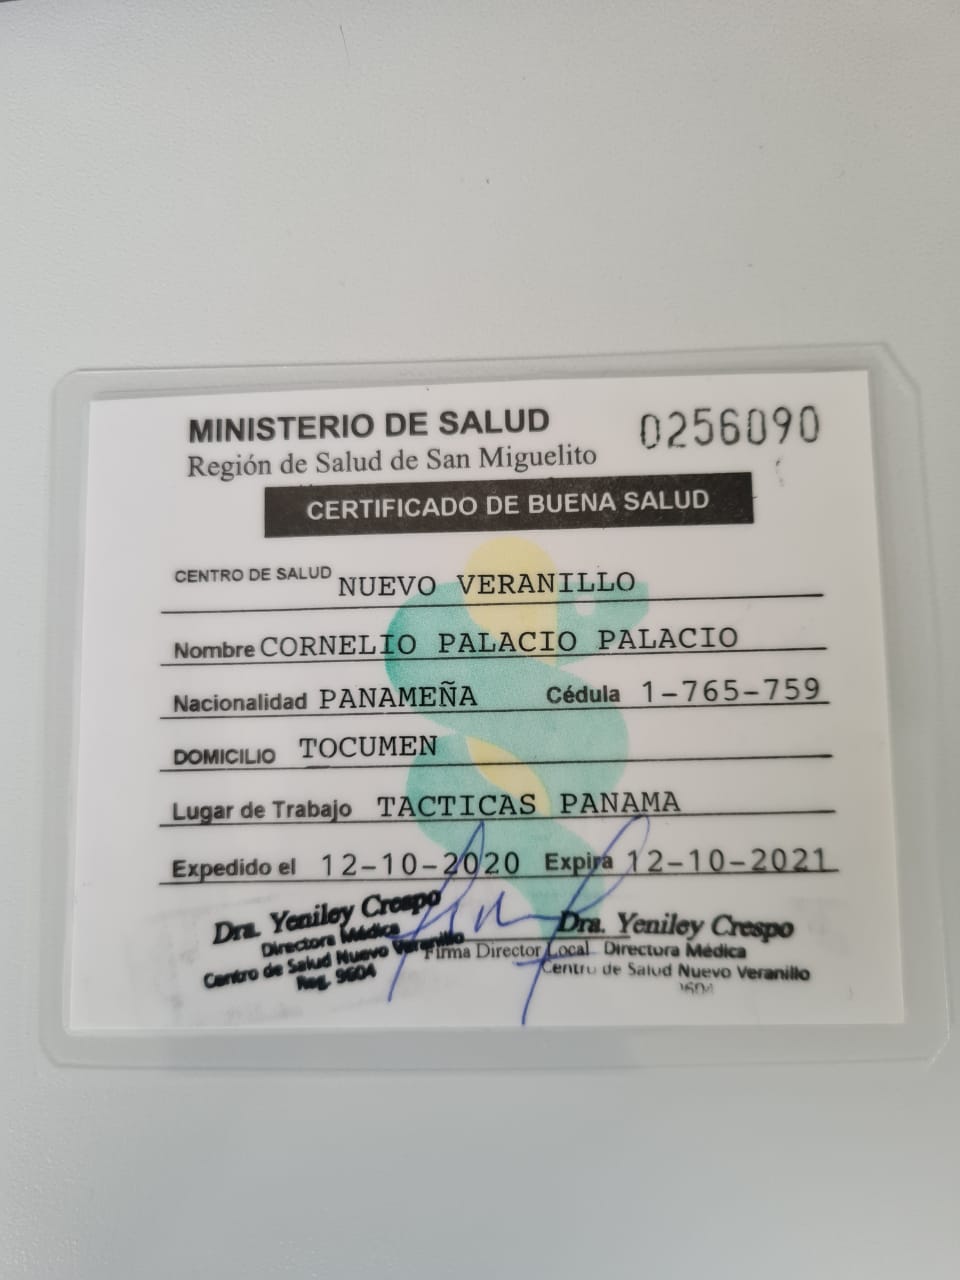 MINISTERIO DE SALUD
0256090
Región de Salud de San Miguelito
CERTIFICADO DE BUENA SALUD
CENTRO DE SALUD NUEVO VERANILLO
Nombre CORNELIO PALACIO PALACIO
Nacionalidad PANAMEÑA Cédula 1-765-759
DOMICILIO TOCUMEN
Lugar de Trabajo TACTICAS PANAMA
Expedido el 12-10-2020 Expira 12-10-2021
Dra. Yeniley Crespo
Directora Médica
Centro de Salud Nuevo Veranillo
Reg. 9604
Firma Director Local
Dra. Yeniley Crespo
Directora Médica
Centro de Salud Nuevo Veranillo